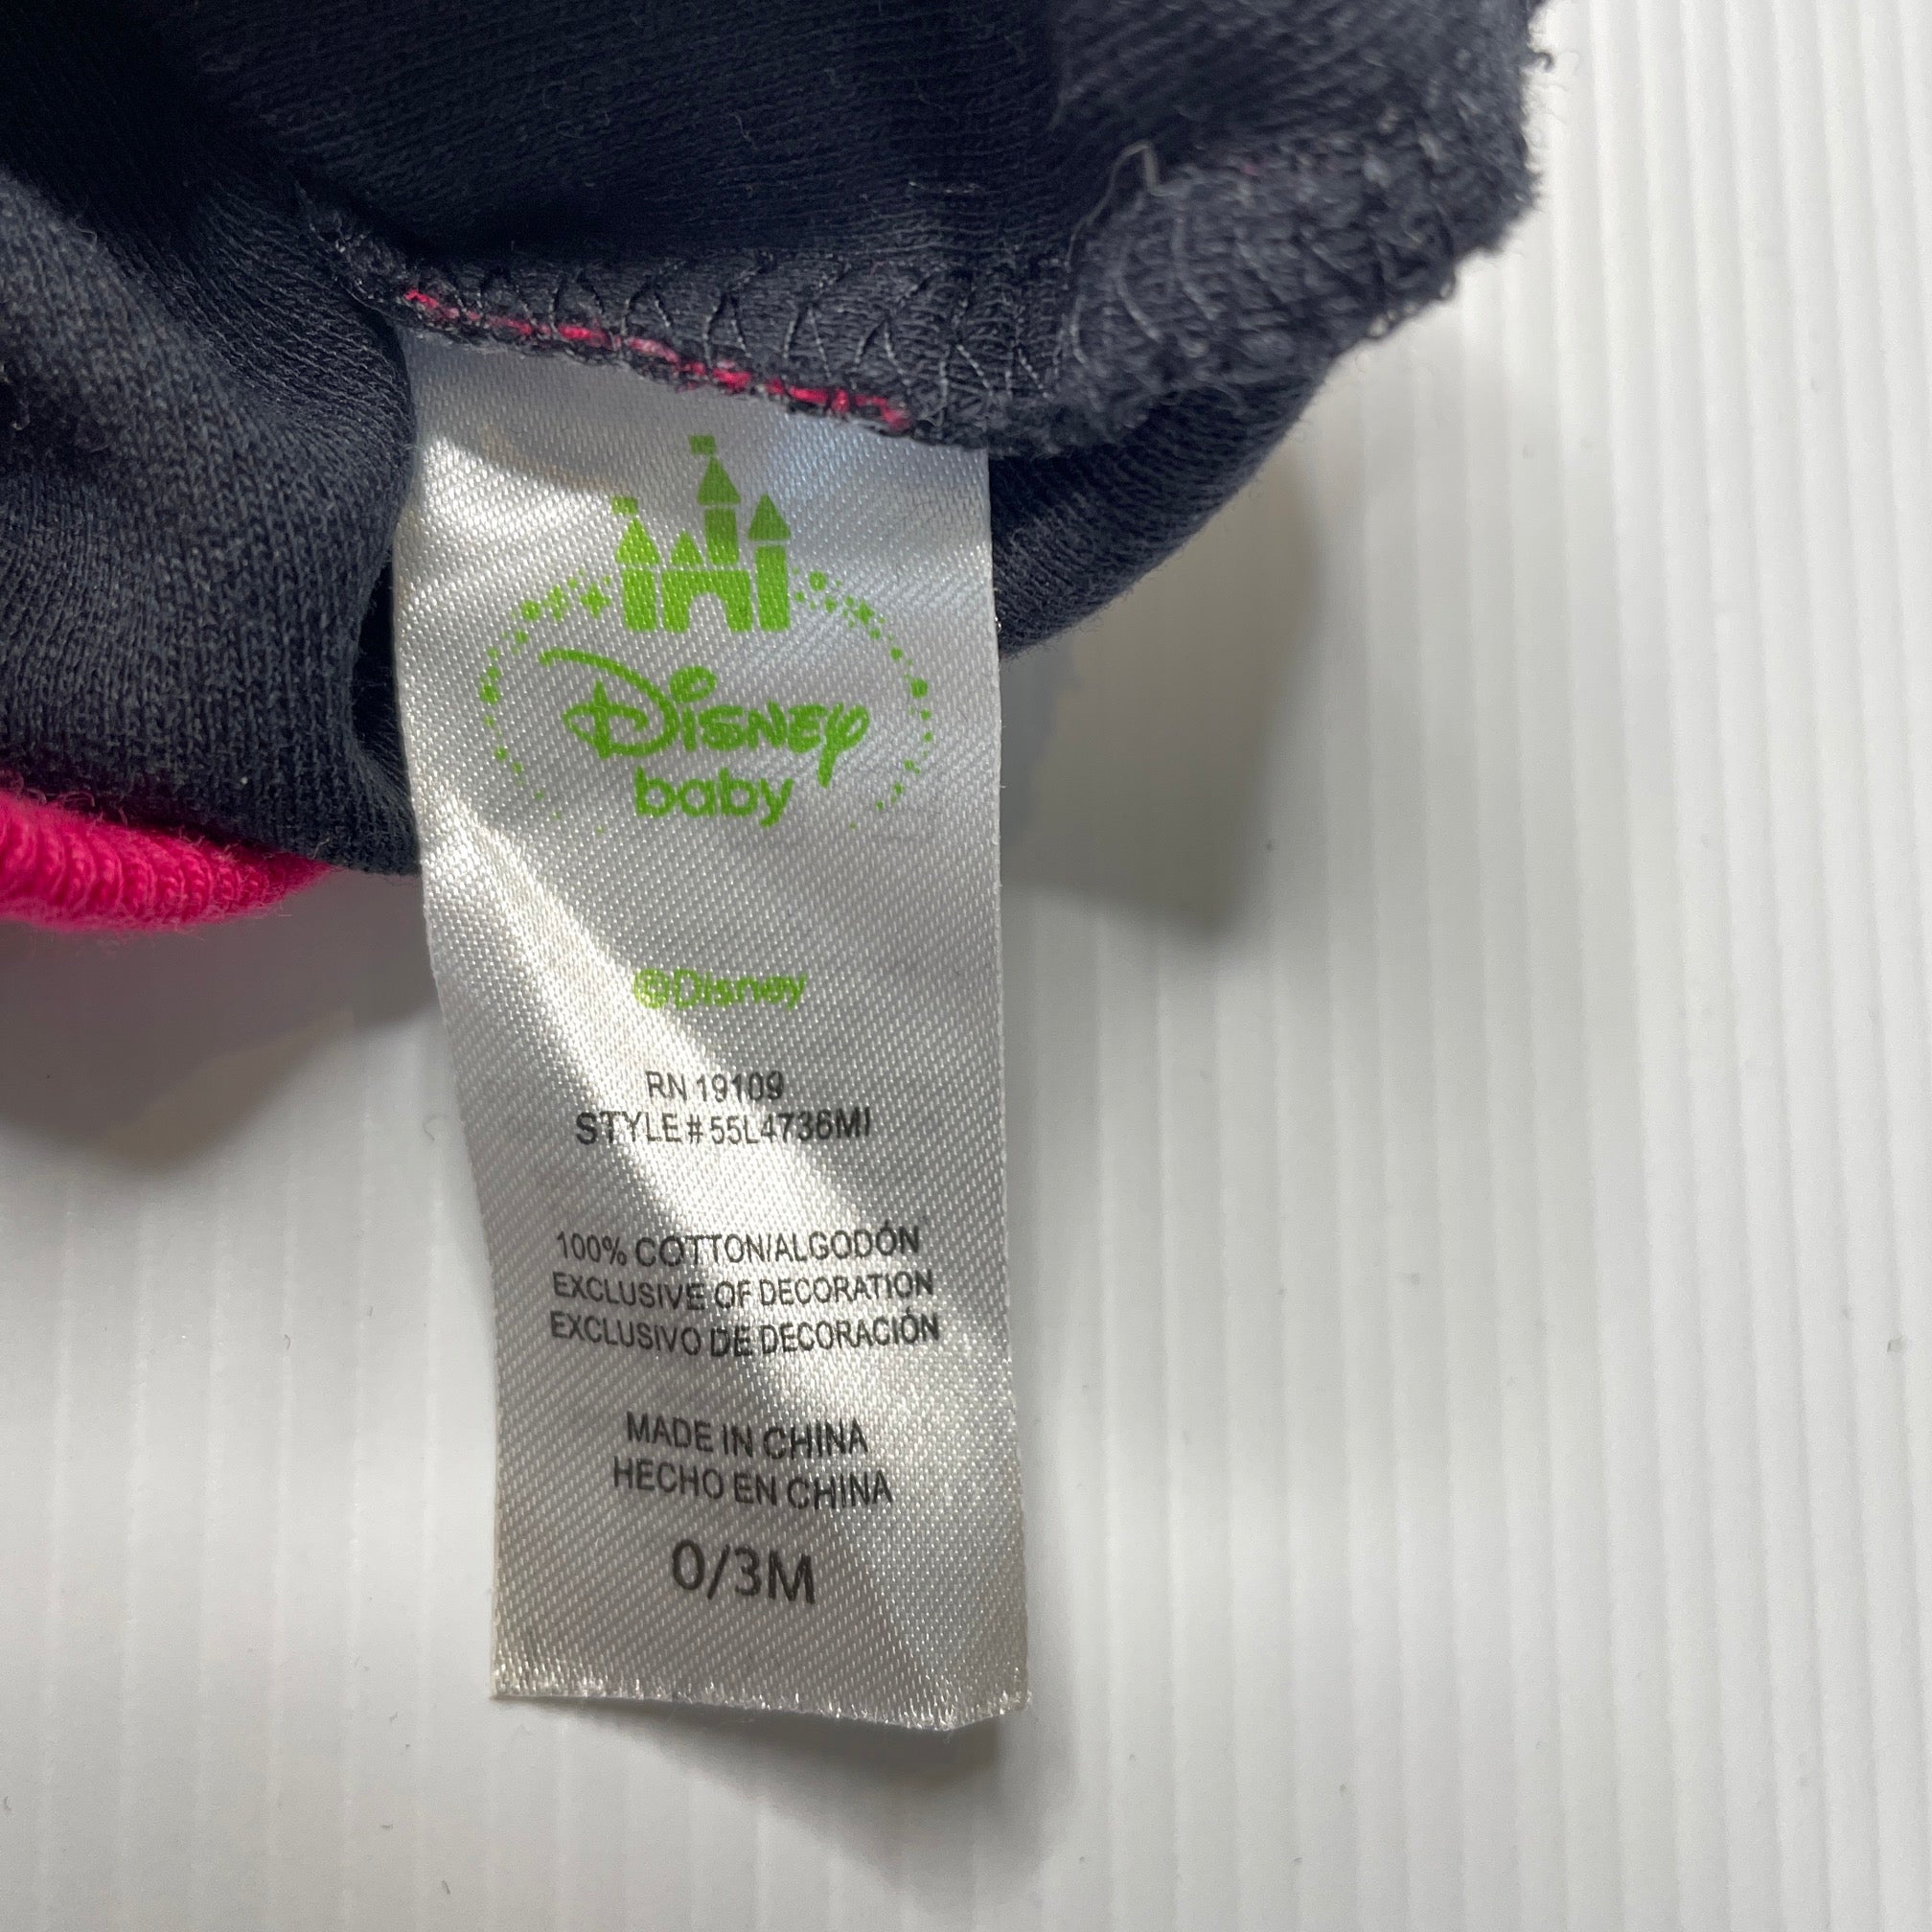 Disney
baby
©Disney
RN 19109
STYLE# 55L4736MI
100% COTTON/ALGODÓN
EXCLUSIVE OF DECORATION
EXCLUSIVO DE DECORACIÓN
MADE IN CHINA
HECHO EN CHINA
0/3M